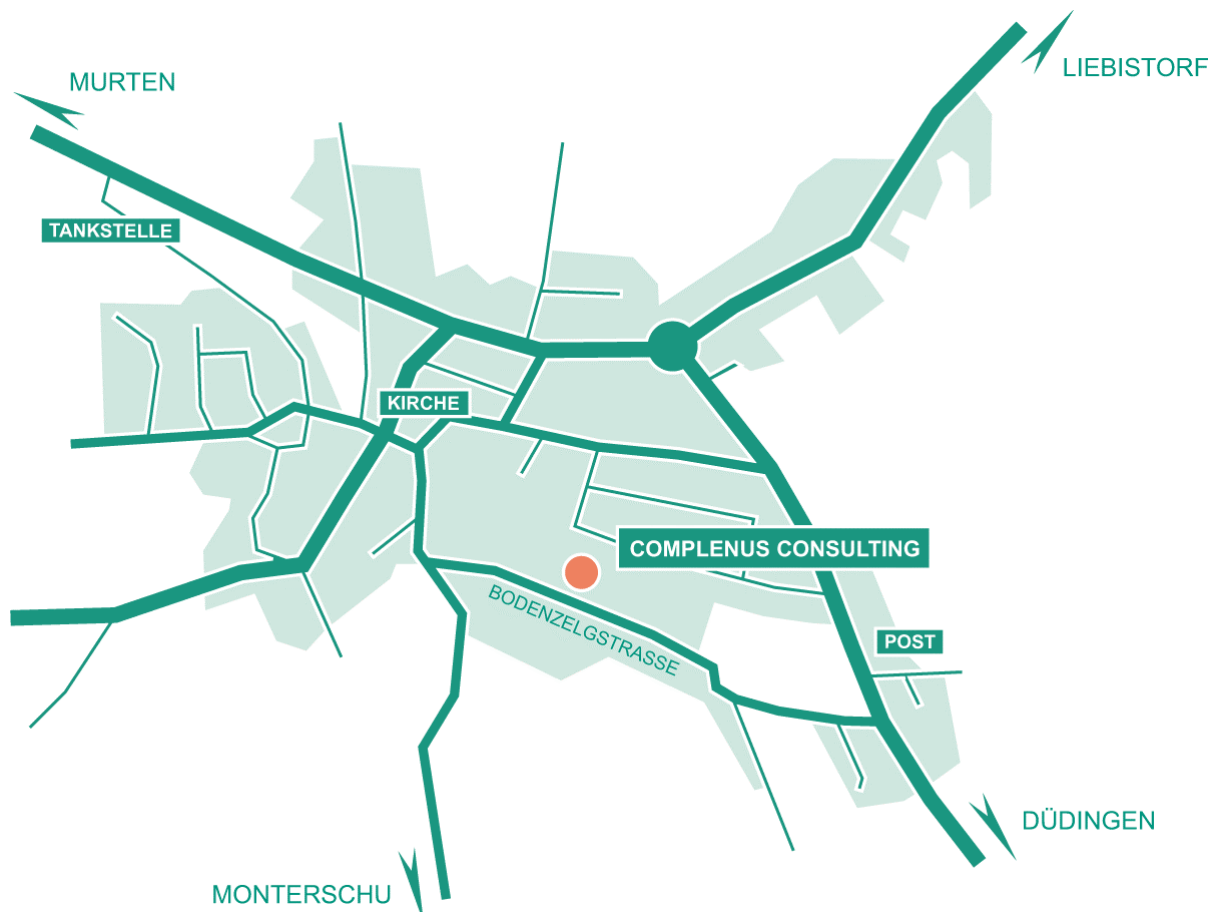 LIEBISTORF
MURTEN
TANKSTELLE
KIRCHE
COMPLENUS CONSULTING
BODENZELGSTRASSE
POST
DÜDINGEN
MONTERSCHU